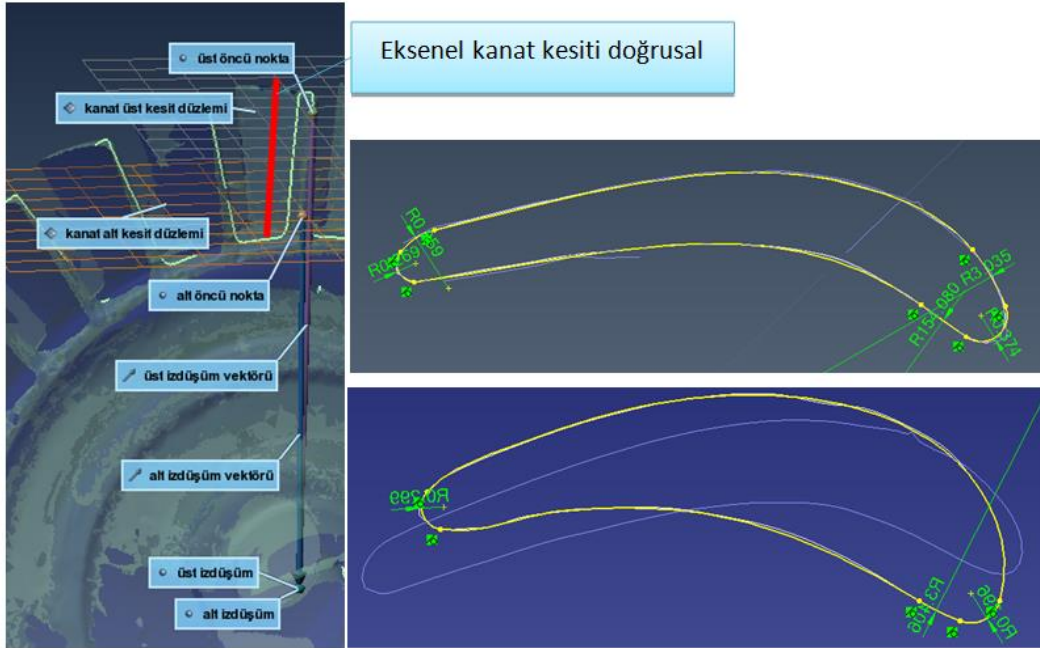 Eksenel kanat kesiti doğrusal
üst öncü nokta
kanat üst kesit düzlemi
kanat alt kesit düzlemi
alt öncü nokta
üst izdüşüm vektörü
alt izdüşüm vektörü
üst izdüşüm
alt izdüşüm
R3.035
R154.080
R0.299